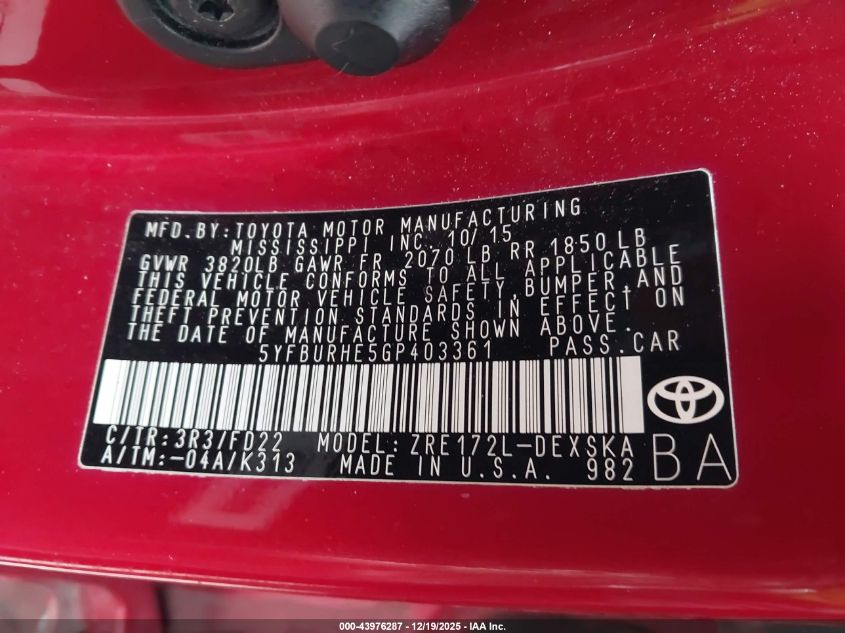 MFD. BY: TOYOTA MOTOR MANUFACTURING
MISSISSIPPI INC. 10/15
GVWR 3820LB GAWR FR 2070 LB RR 1850 LB
THIS VEHICLE CONFORMS TO ALL APPLICABLE
FEDERAL MOTOR VEHICLE SAFETY, BUMPER, AND
THEFT PREVENTION STANDARDS IN EFFECT ON
THE DATE OF MANUFACTURE SHOWN ABOVE.
5YFBURHE5GP403361 PASS. CAR
C/TR: 3R3/FD22 MODEL: ZRE172L-DEXSKA
A/TM: -04A/K313 MADE IN U.S.A. 982
BA
000-43976287 - 12/19/2025 - IAA Inc.